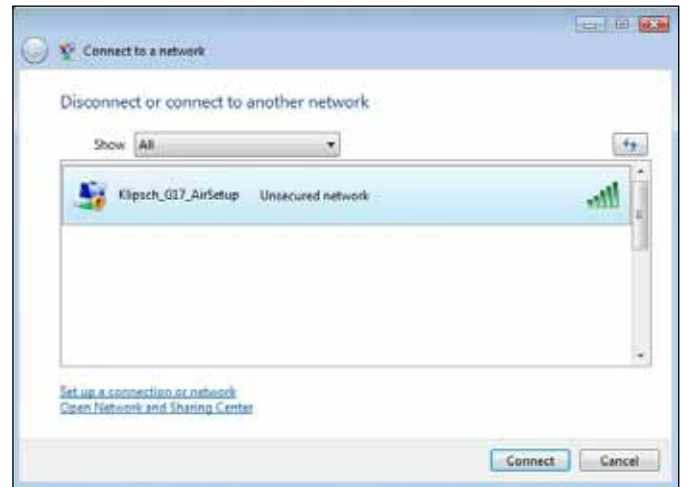 Connect to a network
Disconnect or connect to another network
Show All
Klipsch_G17_AirSetup Unsecured network
Set up a connection or network
Open Network and Sharing Center
Connect Cancel